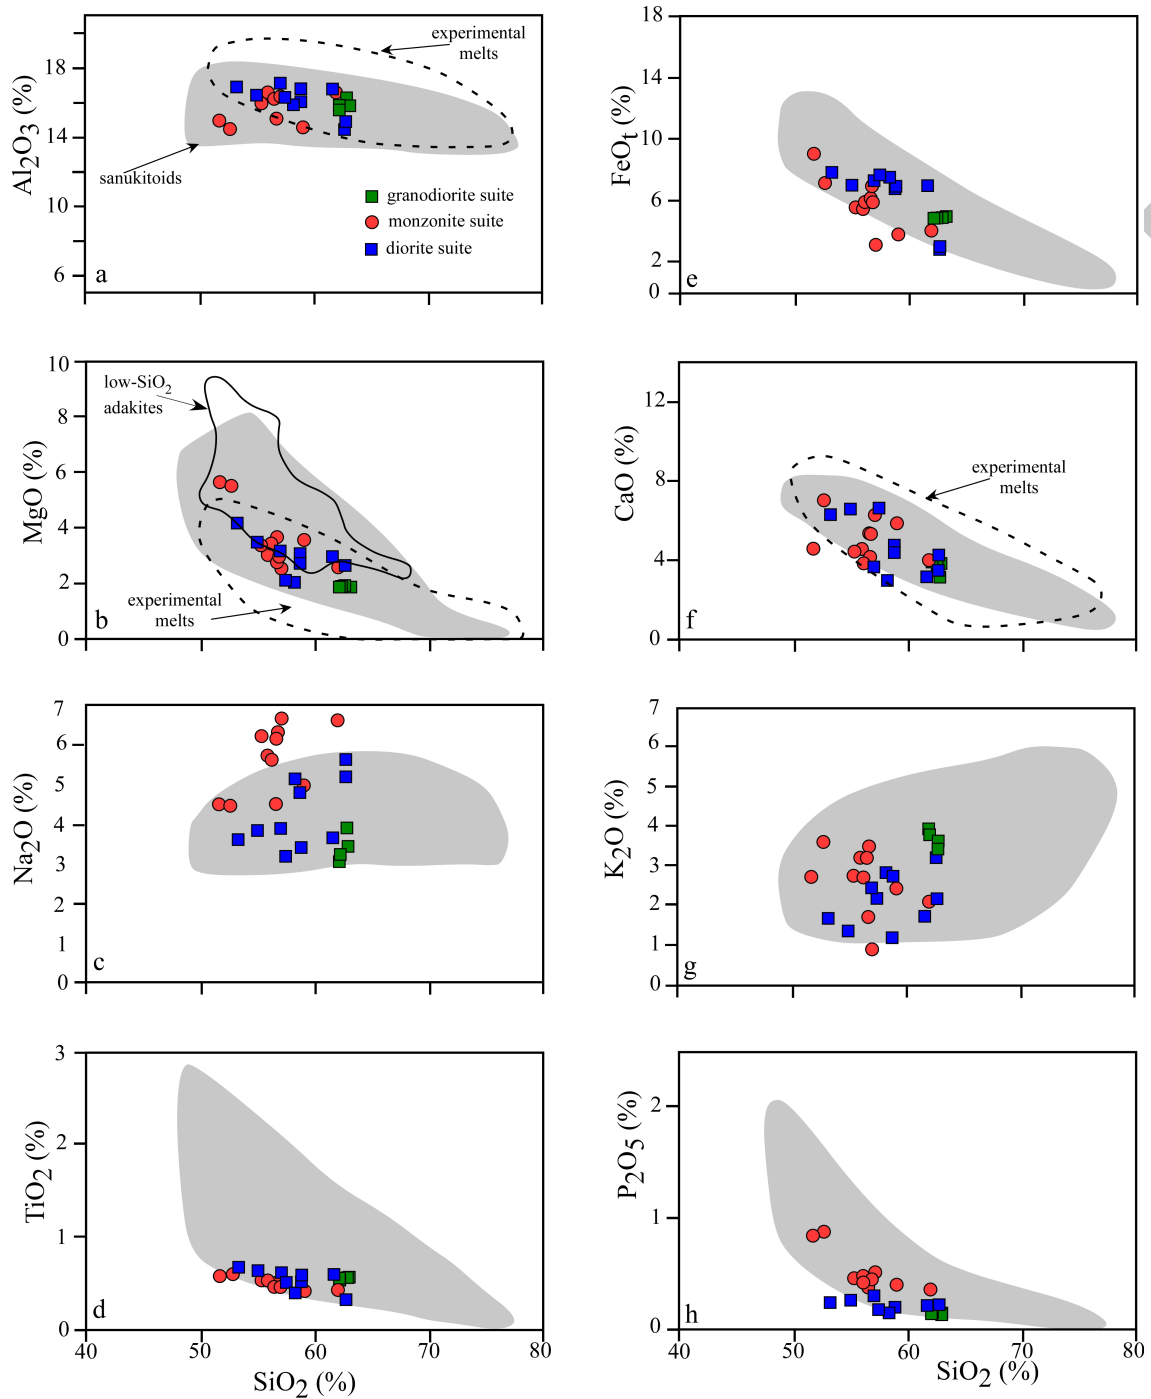 Al2O3 (%)
18
14
10
6
a
experimental
melts
sanukitoids
granodiorite suite
monzonite suite
diorite suite
FeOt (%)
18
14
10
6
2
0
e
MgO (%)
10
8
6
4
2
0
b
low-SiO2
adakites
experimental
melts
CaO (%)
12
8
4
0
f
experimental
melts
Na2O (%)
7
6
5
4
3
2
1
0
c
K2O (%)
7
6
5
4
3
2
1
0
g
TiO2 (%)
3
2
1
0
d
40
50
60
70
80
SiO2 (%)
P2O5 (%)
2
1
0
h
40
50
60
70
80
SiO2 (%)